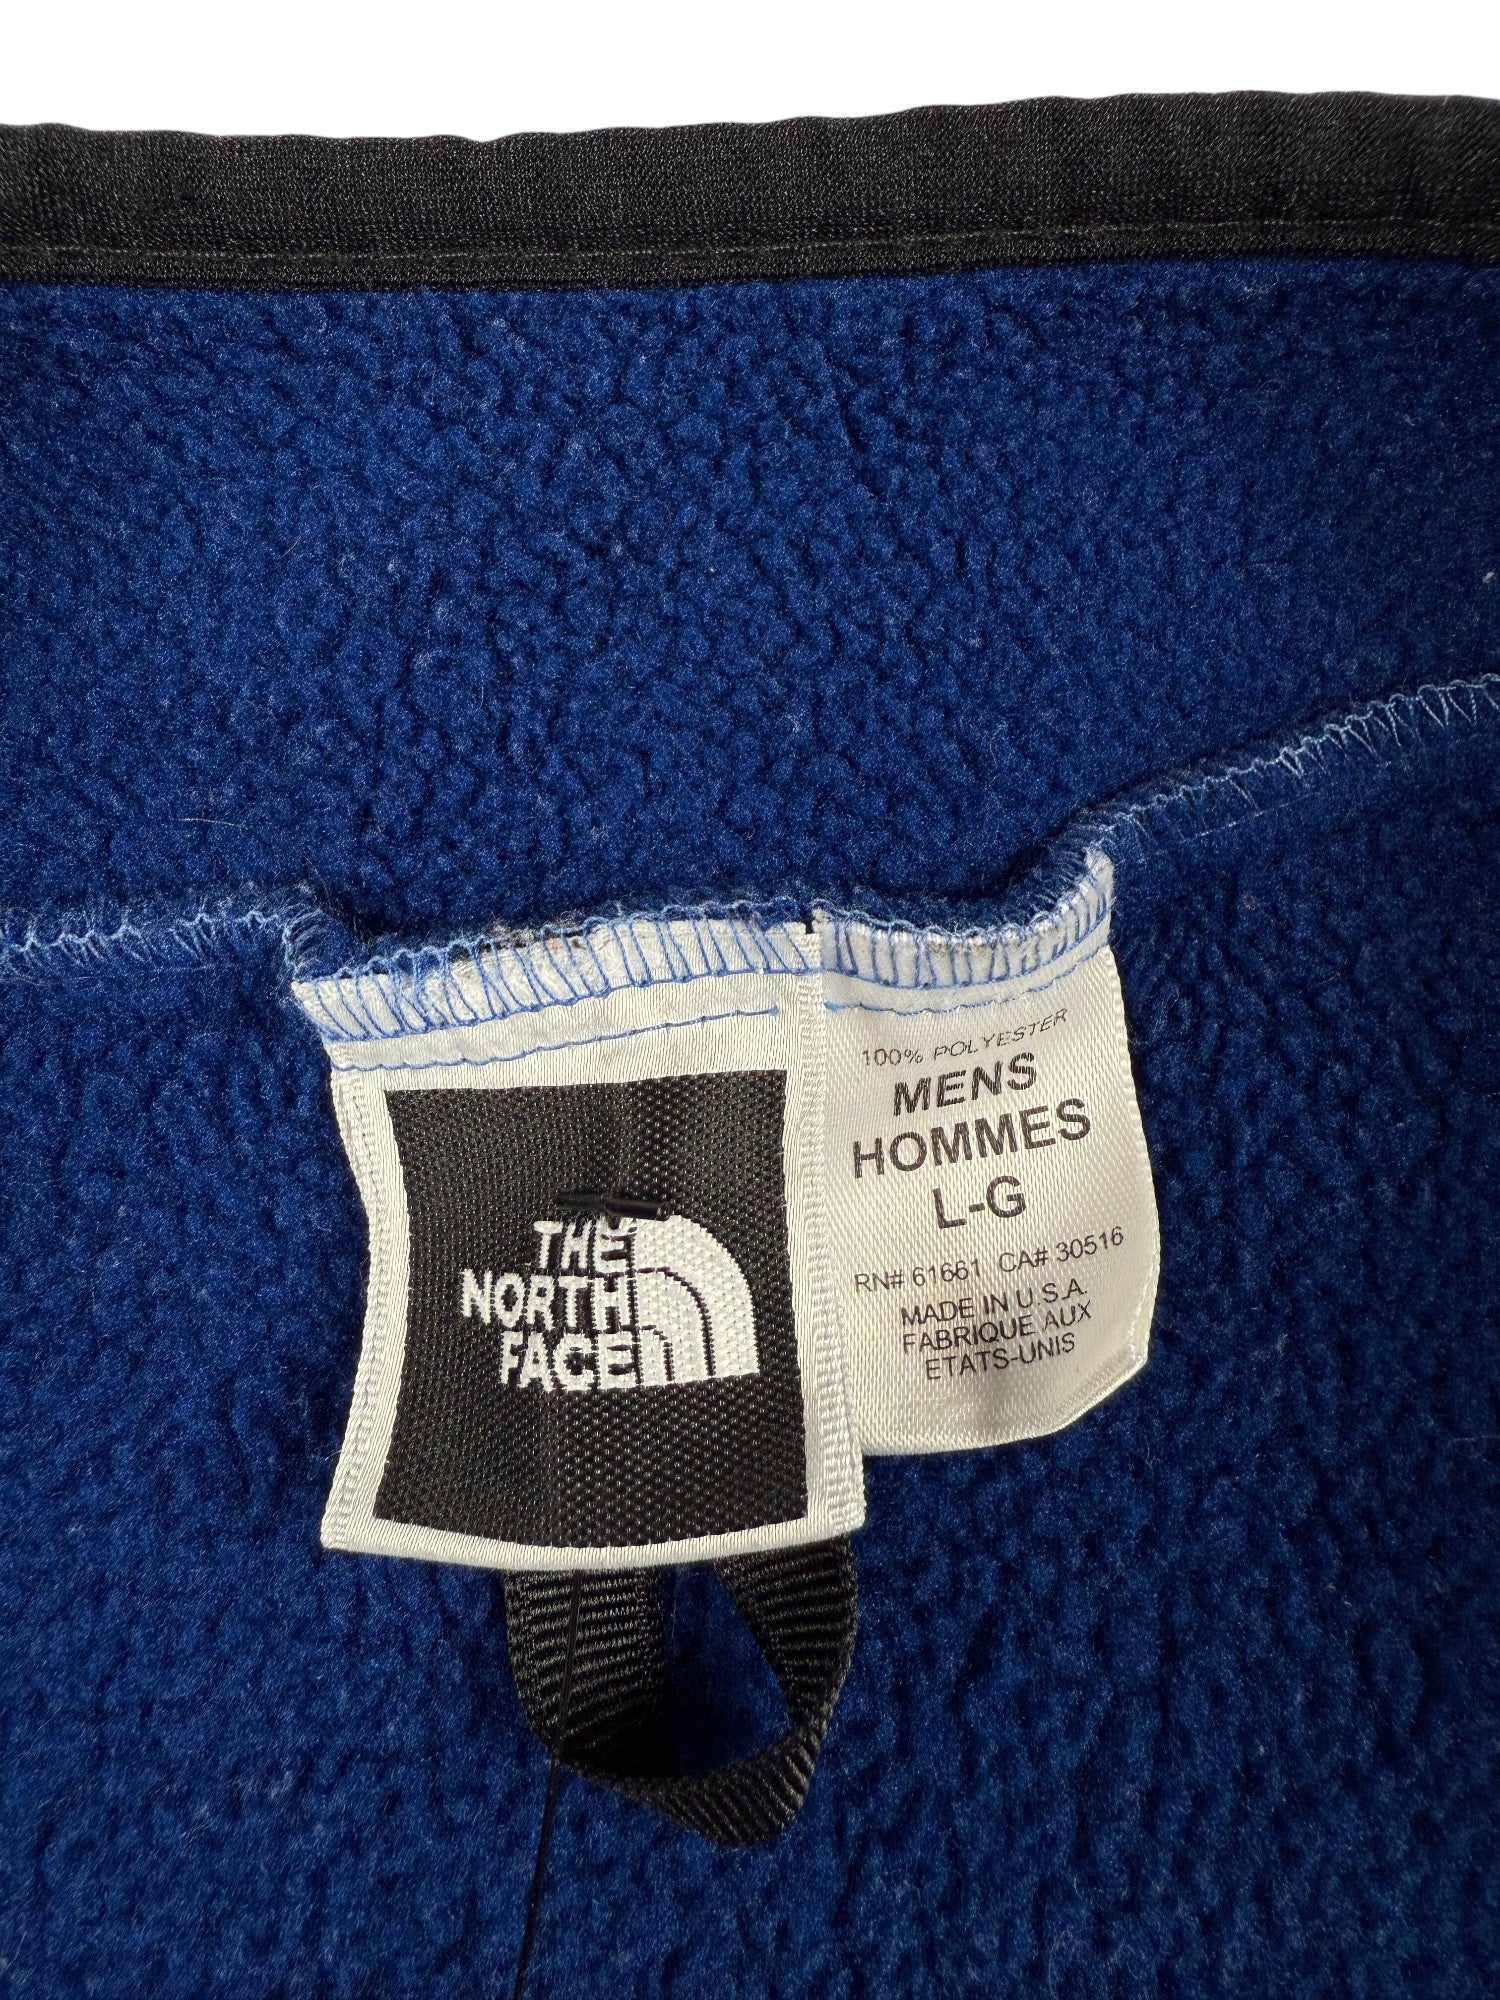 THE
NORTH
FACE
100% POLYESTER
MENS
HOMMES
L-G
RN# 61661 CA# 30516
MADE IN U.S.A.
FABRIQUE AUX
ETATS-UNIS